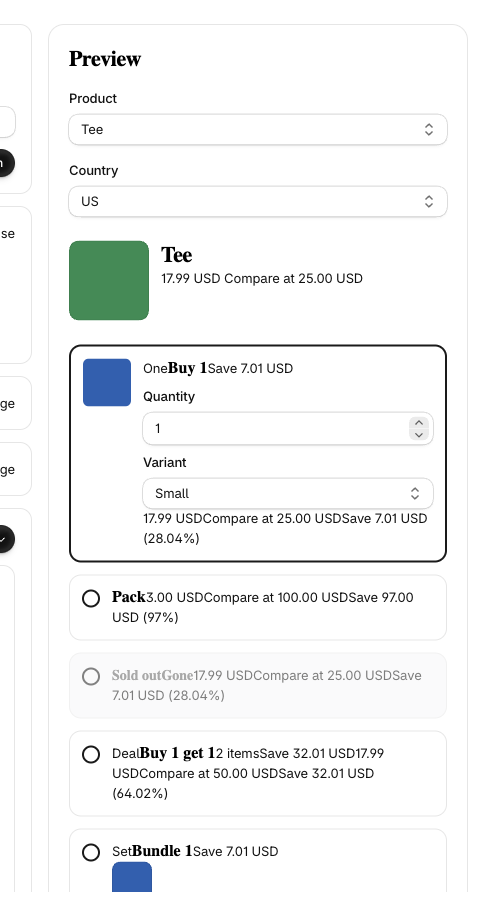 Preview
Product
Tee
Country
US
Tee
17.99 USD Compare at 25.00 USD
OneBuy 1Save 7.01 USD
Quantity
1
Variant
Small
17.99 USDCompare at 25.00 USDSave 7.01 USD
(28.04%)
Pack3.00 USDCompare at 100.00 USDSave 97.00
USD (97%)
Sold outGone17.99 USDCompare at 25.00 USDSave
7.01 USD (28.04%)
DealBuy 1 get 12 itemsSave 32.01 USD17.99
USDCompare at 50.00 USDSave 32.01 USD
(64.02%)
SetBundle 1Save 7.01 USD
se
ge
ge